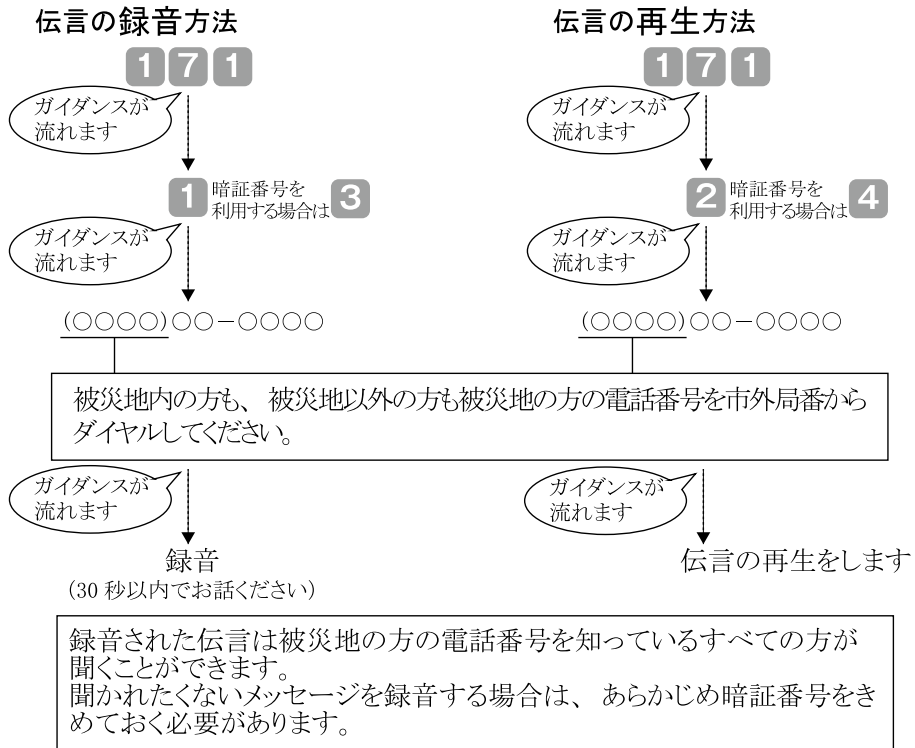 伝言の録音方法
171
ガイダンスが
流れます
1 暗証番号を
利用する場合は 3
ガイダンスが
流れます
(○○○○)○○−○○○○
伝言の再生方法
171
ガイダンスが
流れます
2 暗証番号を
利用する場合は 4
ガイダンスが
流れます
(○○○○)○○−○○○○
被災地内の方も、被災地以外の方も被災地の方の電話番号を市外局番から
ダイヤルしてください。
ガイダンスが
流れます
録音
(30 秒以内でお話ください)
ガイダンスが
流れます
伝言の再生をします
録音された伝言は被災地の方の電話番号を知っているすべての方が
聞くことができます。
聞かれたくないメッセージを録音する場合は、あらかじめ暗証番号をき
めておく必要があります。